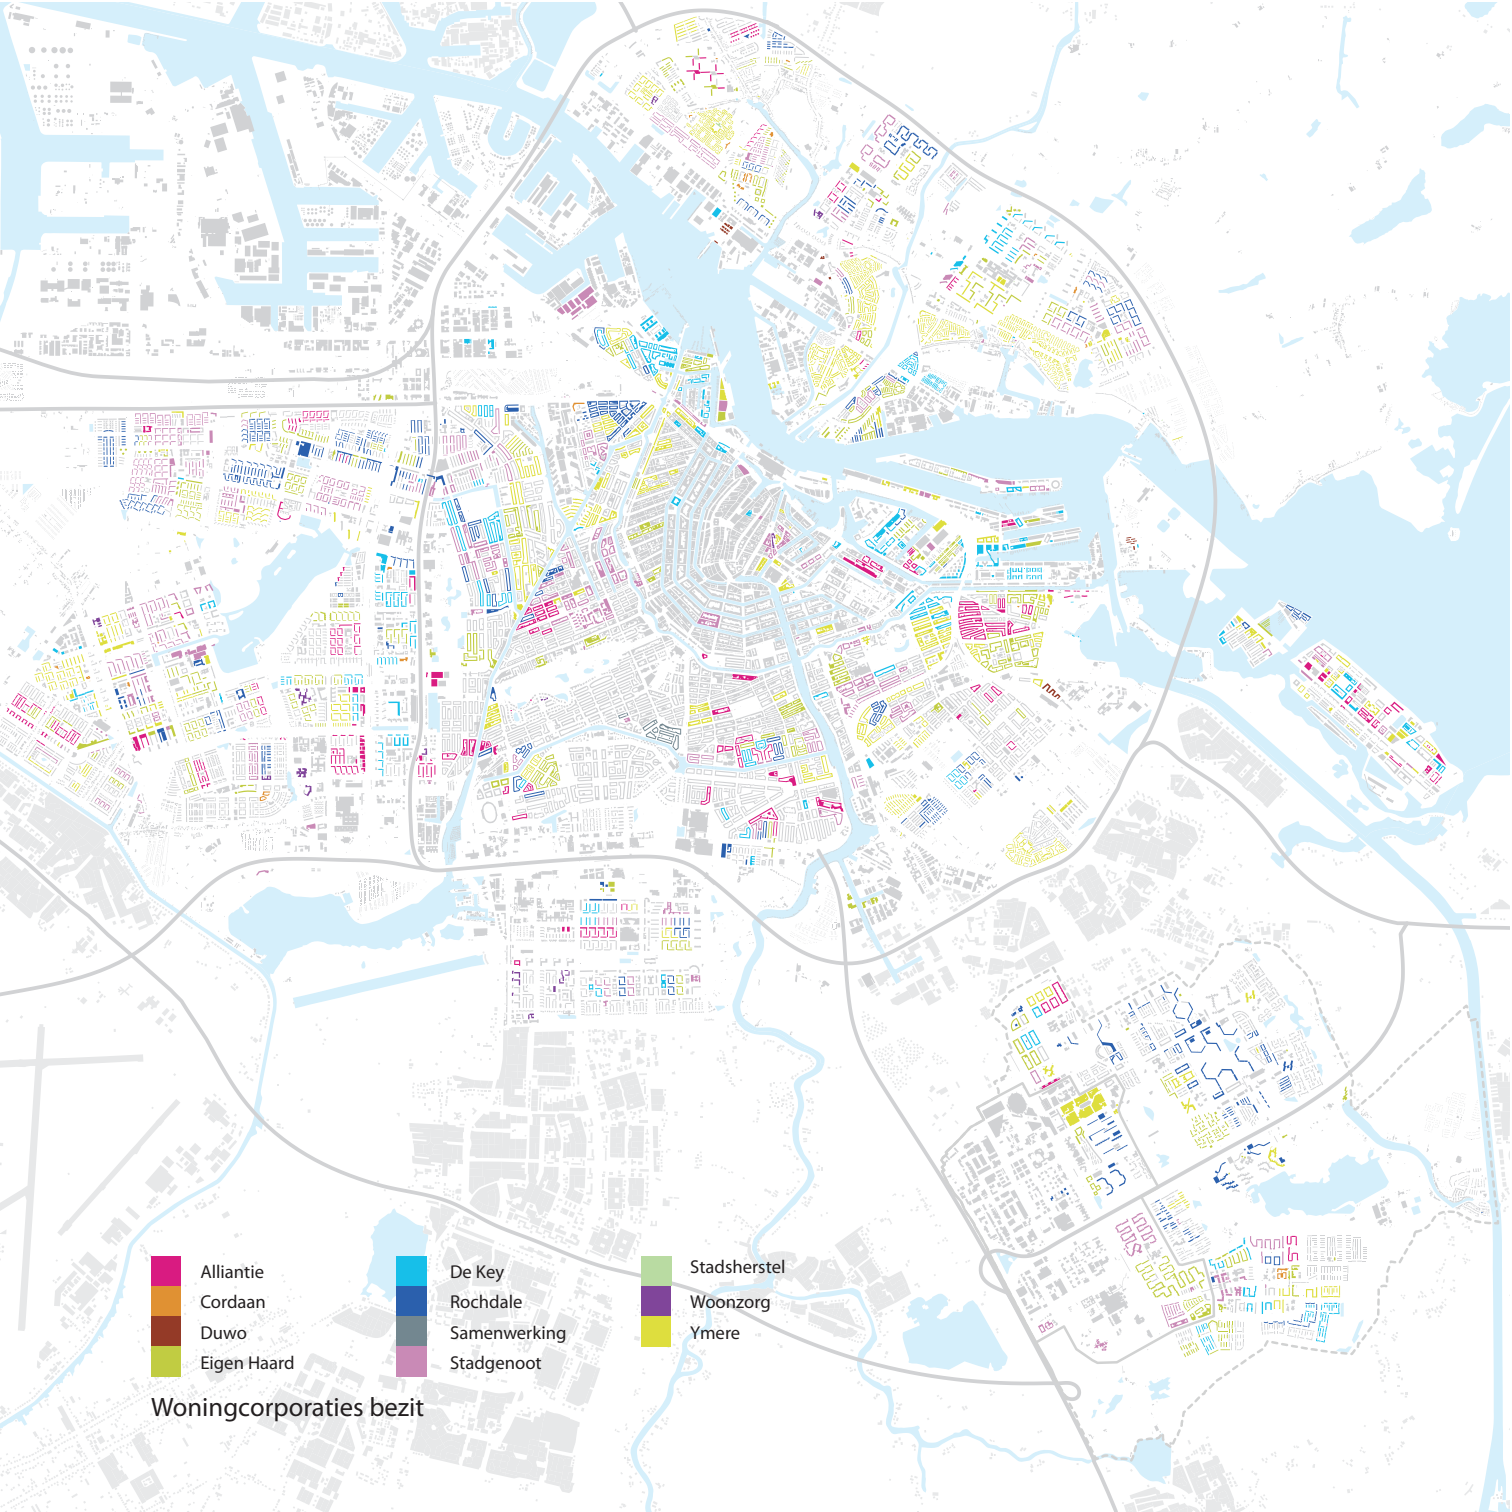 Alliantie
Cordaan
Duwo
Eigen Haard
De Key
Rochdale
Samenwerking
Stadgenoot
Stadsherstel
Woonzorg
Ymere
Woningcorporaties bezit